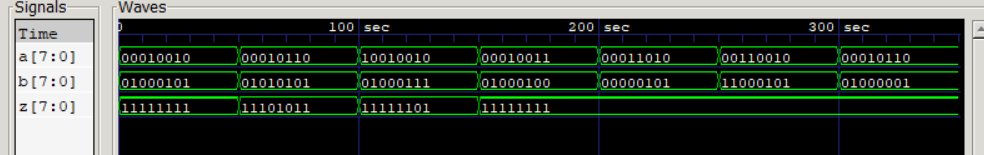 Signals Waves
Time 0 100 sec 200 sec 300 sec
a[7:0] 00010010 00010110 10010010 00010011 00011010 00110010 00010110
b[7:0] 01000101 01010101 01000111 01000100 00000101 11000101 01000001
z[7:0] 11111111 11101011 11111101 11111111